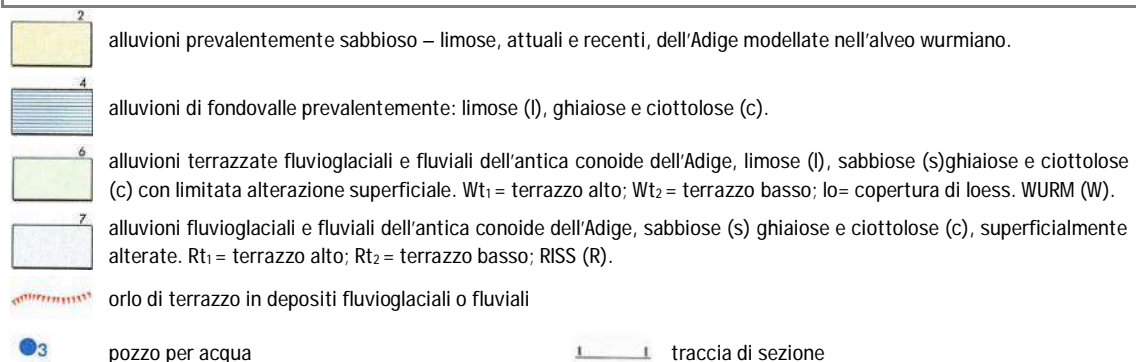 2
alluvioni prevalentemente sabbioso – limose, attuali e recenti, dell'Adige modellate nell'alveo wurmiano.
4
alluvioni di fondovalle prevalentemente: limose (l), ghiaiose e ciottolose (c).
6
alluvioni terrazzate fluvioglaciali e fluviali dell'antica conoide dell'Adige, limose (l), sabbiose (s)ghiaiose e ciottolose
(c) con limitata alterazione superficiale. Wt1 = terrazzo alto; Wt2 = terrazzo basso; lo= copertura di loess. WURM (W).
7
alluvioni fluvioglaciali e fluviali dell'antica conoide dell'Adige, sabbiose (s) ghiaiose e ciottolose (c), superficialmente
alterate. Rt1 = terrazzo alto; Rt2 = terrazzo basso; RISS (R).
orlo di terrazzo in depositi fluvioglaciali o fluviali
3 pozzo per acqua
I I traccia di sezione